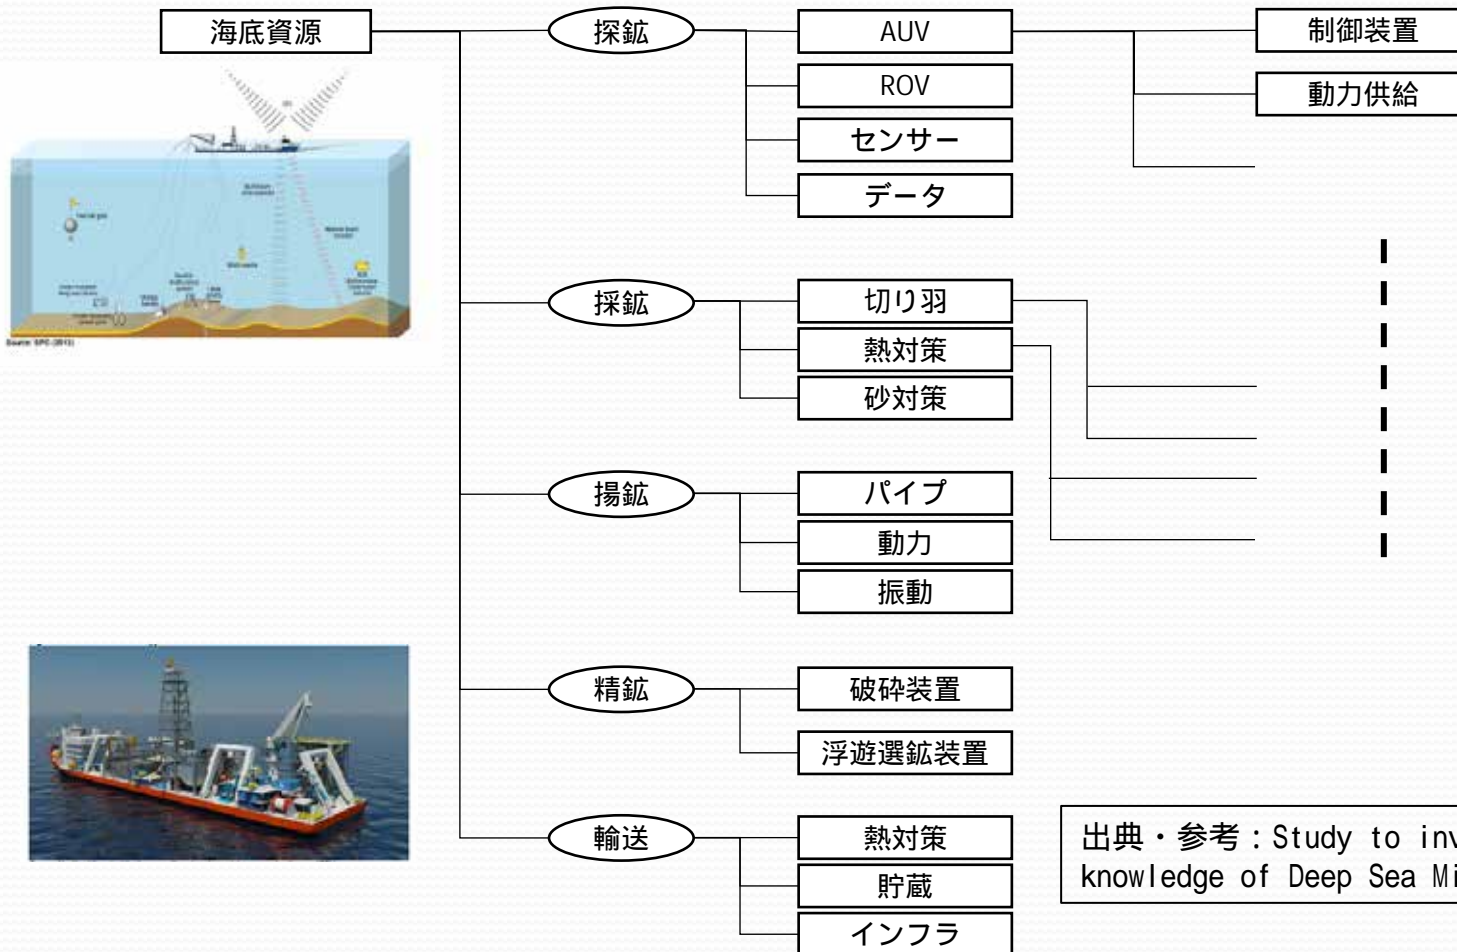 海底資源
探鉱
AUV
制御装置
ROV
動力供給
センサー
データ
Source: SPC (2013)
採鉱
切り羽
熱対策
砂対策
揚鉱
パイプ
動力
振動
精鉱
破砕装置
浮遊選鉱装置
輸送
熱対策
貯蔵
インフラ
出典・参考：Study to inv
knowledge of Deep Sea Mi